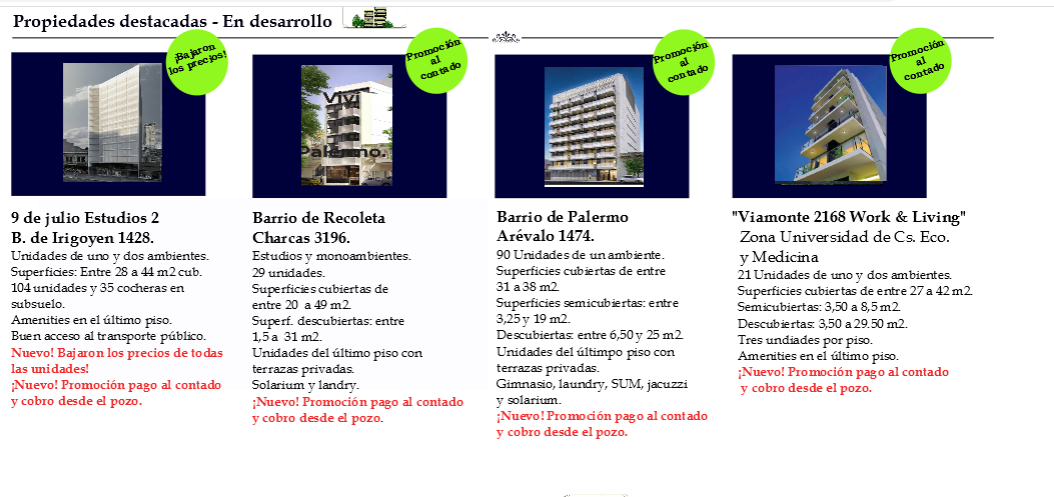 Propiedades destacadas - En desarrollo
¡Bajaron
los precios!
9 de julio Estudios 2
B. de Irigoyen 1428.
Unidades de uno y dos ambientes.
Superficies: Entre 28 a 44 m2 cub.
104 unidades y 35 cocheras en
subsuelo.
Amenities en el último piso.
Buen acceso al transporte público.
Nuevo! Bajaron los precios de todas
las unidades!
¡Nuevo! Promoción pago al contado
y cobro desde el pozo.
Promoción
al
contado
Vivi
Palermo.
Barrio de Recoleta
Charcas 3196.
Estudios y monoambientes.
29 unidades.
Superficies cubiertas de
entre 20 a 49 m2.
Superf. descubiertas: entre
1,5 a 31 m2.
Unidades del último piso con
terrazas privadas.
Solarium y landry.
¡Nuevo! Promoción pago al contado
y cobro desde el pozo.
Promoción
al
contado
Barrio de Palermo
Arévalo 1474.
90 Unidades de un ambiente.
Superficies cubiertas de entre
31 a 38 m2.
Superficies semicubiertas: entre
3,25 y 19 m2.
Descubiertas: entre 6,50 y 25 m2.
Unidades del últimpo piso con
terrazas privadas.
Gimnasio, laundry, SUM, jacuzzi
y solarium.
¡Nuevo! Promoción pago al contado
y cobro desde el pozo.
Promoción
al
contado
"Viamonte 2168 Work & Living"
Zona Universidad de Cs. Eco.
y Medicina
21 Unidades de uno y dos ambientes.
Superficies cubiertas de entre 27 a 42 m2.
Semicubiertas: 3,50 a 8,5 m2.
Descubiertas: 3,50 a 29.50 m2.
Tres undiades por piso.
Amenities en el último piso.
¡Nuevo! Promoción pago al contado
y cobro desde el pozo.